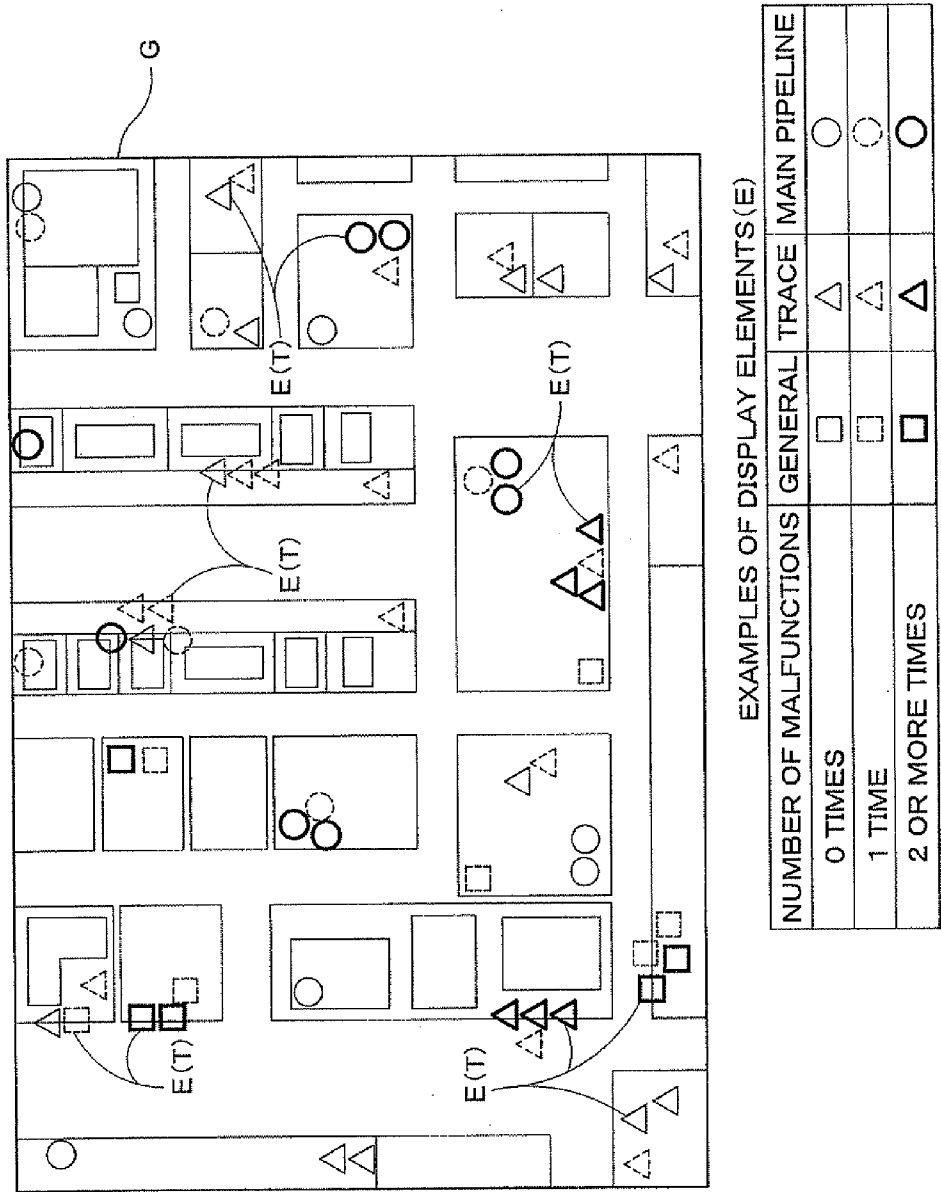 G
E(T)
E(T)
E(T)
E(T)
E(T)
EXAMPLES OF DISPLAY ELEMENTS(E)
NUMBER OF MALFUNCTIONS GENERAL TRACE MAIN PIPELINE
0 TIMES
1 TIME
2 OR MORE TIMES